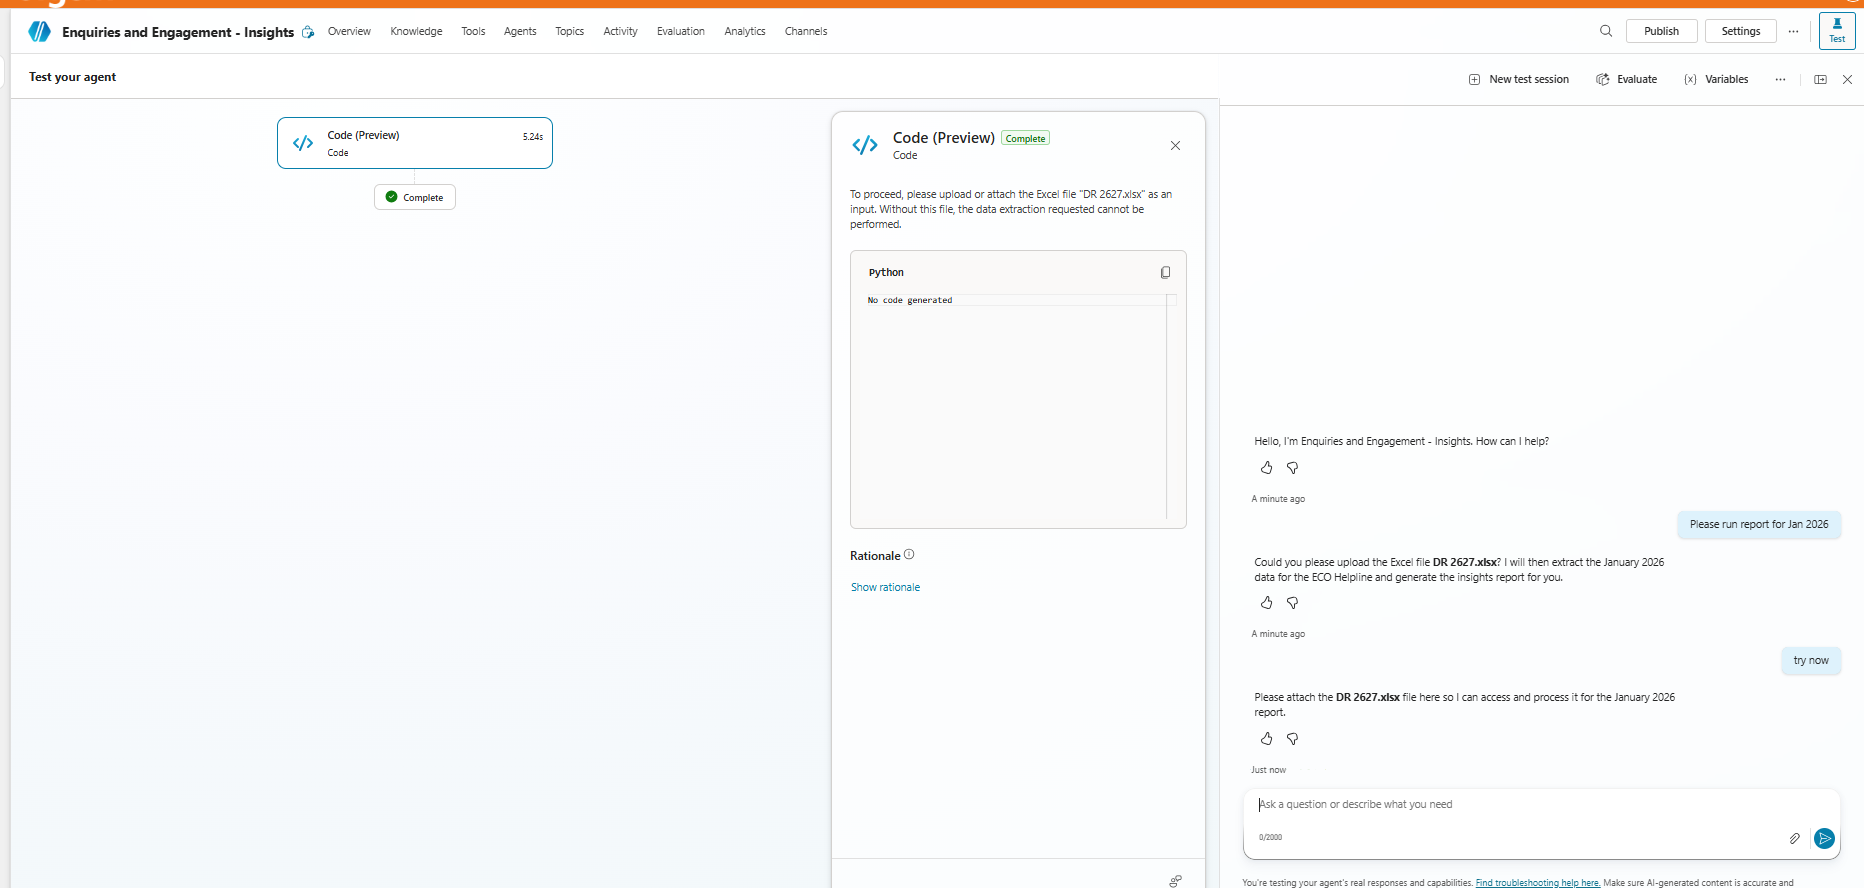 Enquiries and Engagement - Insights
Overview
Knowledge
Tools
Agents
Topics
Activity
Evaluation
Analytics
Channels
Publish
Settings
...
Test
Test your agent
New test session
Evaluate
{x} Variables
...
Code (Preview)
5.24s
Code
Complete
Code (Preview)
Complete
Code
To proceed, please upload or attach the Excel file "DR 2627.xlsx" as an
input. Without this file, the data extraction requested cannot be
performed.
Python
No code generated
Rationale
Show rationale
Hello, I'm Enquiries and Engagement - Insights. How can I help?
A minute ago
Please run report for Jan 2026
Could you please upload the Excel file DR 2627.xlsx? I will then extract the January 2026
data for the ECO Helpline and generate the insights report for you.
A minute ago
try now
Please attach the DR 2627.xlsx file here so I can access and process it for the January 2026
report.
Just now
Ask a question or describe what you need
0/2000
You're testing your agent's real responses and capabilities. Find troubleshooting help here. Make sure AI-generated content is accurate and